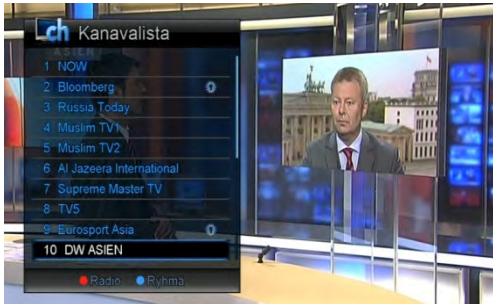 ch Kanavalista
ASIEN
1 NOW
2 Bloomberg
3 Russia Today
4 Muslim TV1
5 Muslim TV2
6 Al Jazeera International
7 Supreme Master TV
8 TV5
9 Eurosport Asia
10 DW ASIEN
Radio Ryhmä